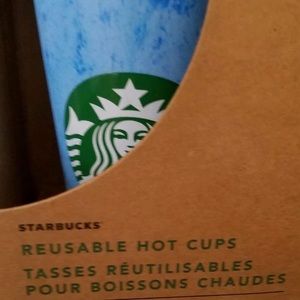 STARBUCKS
REUSABLE HOT CUPS
TASSES RÉUTILISABLES
POUR BOISSONS CHAUDES